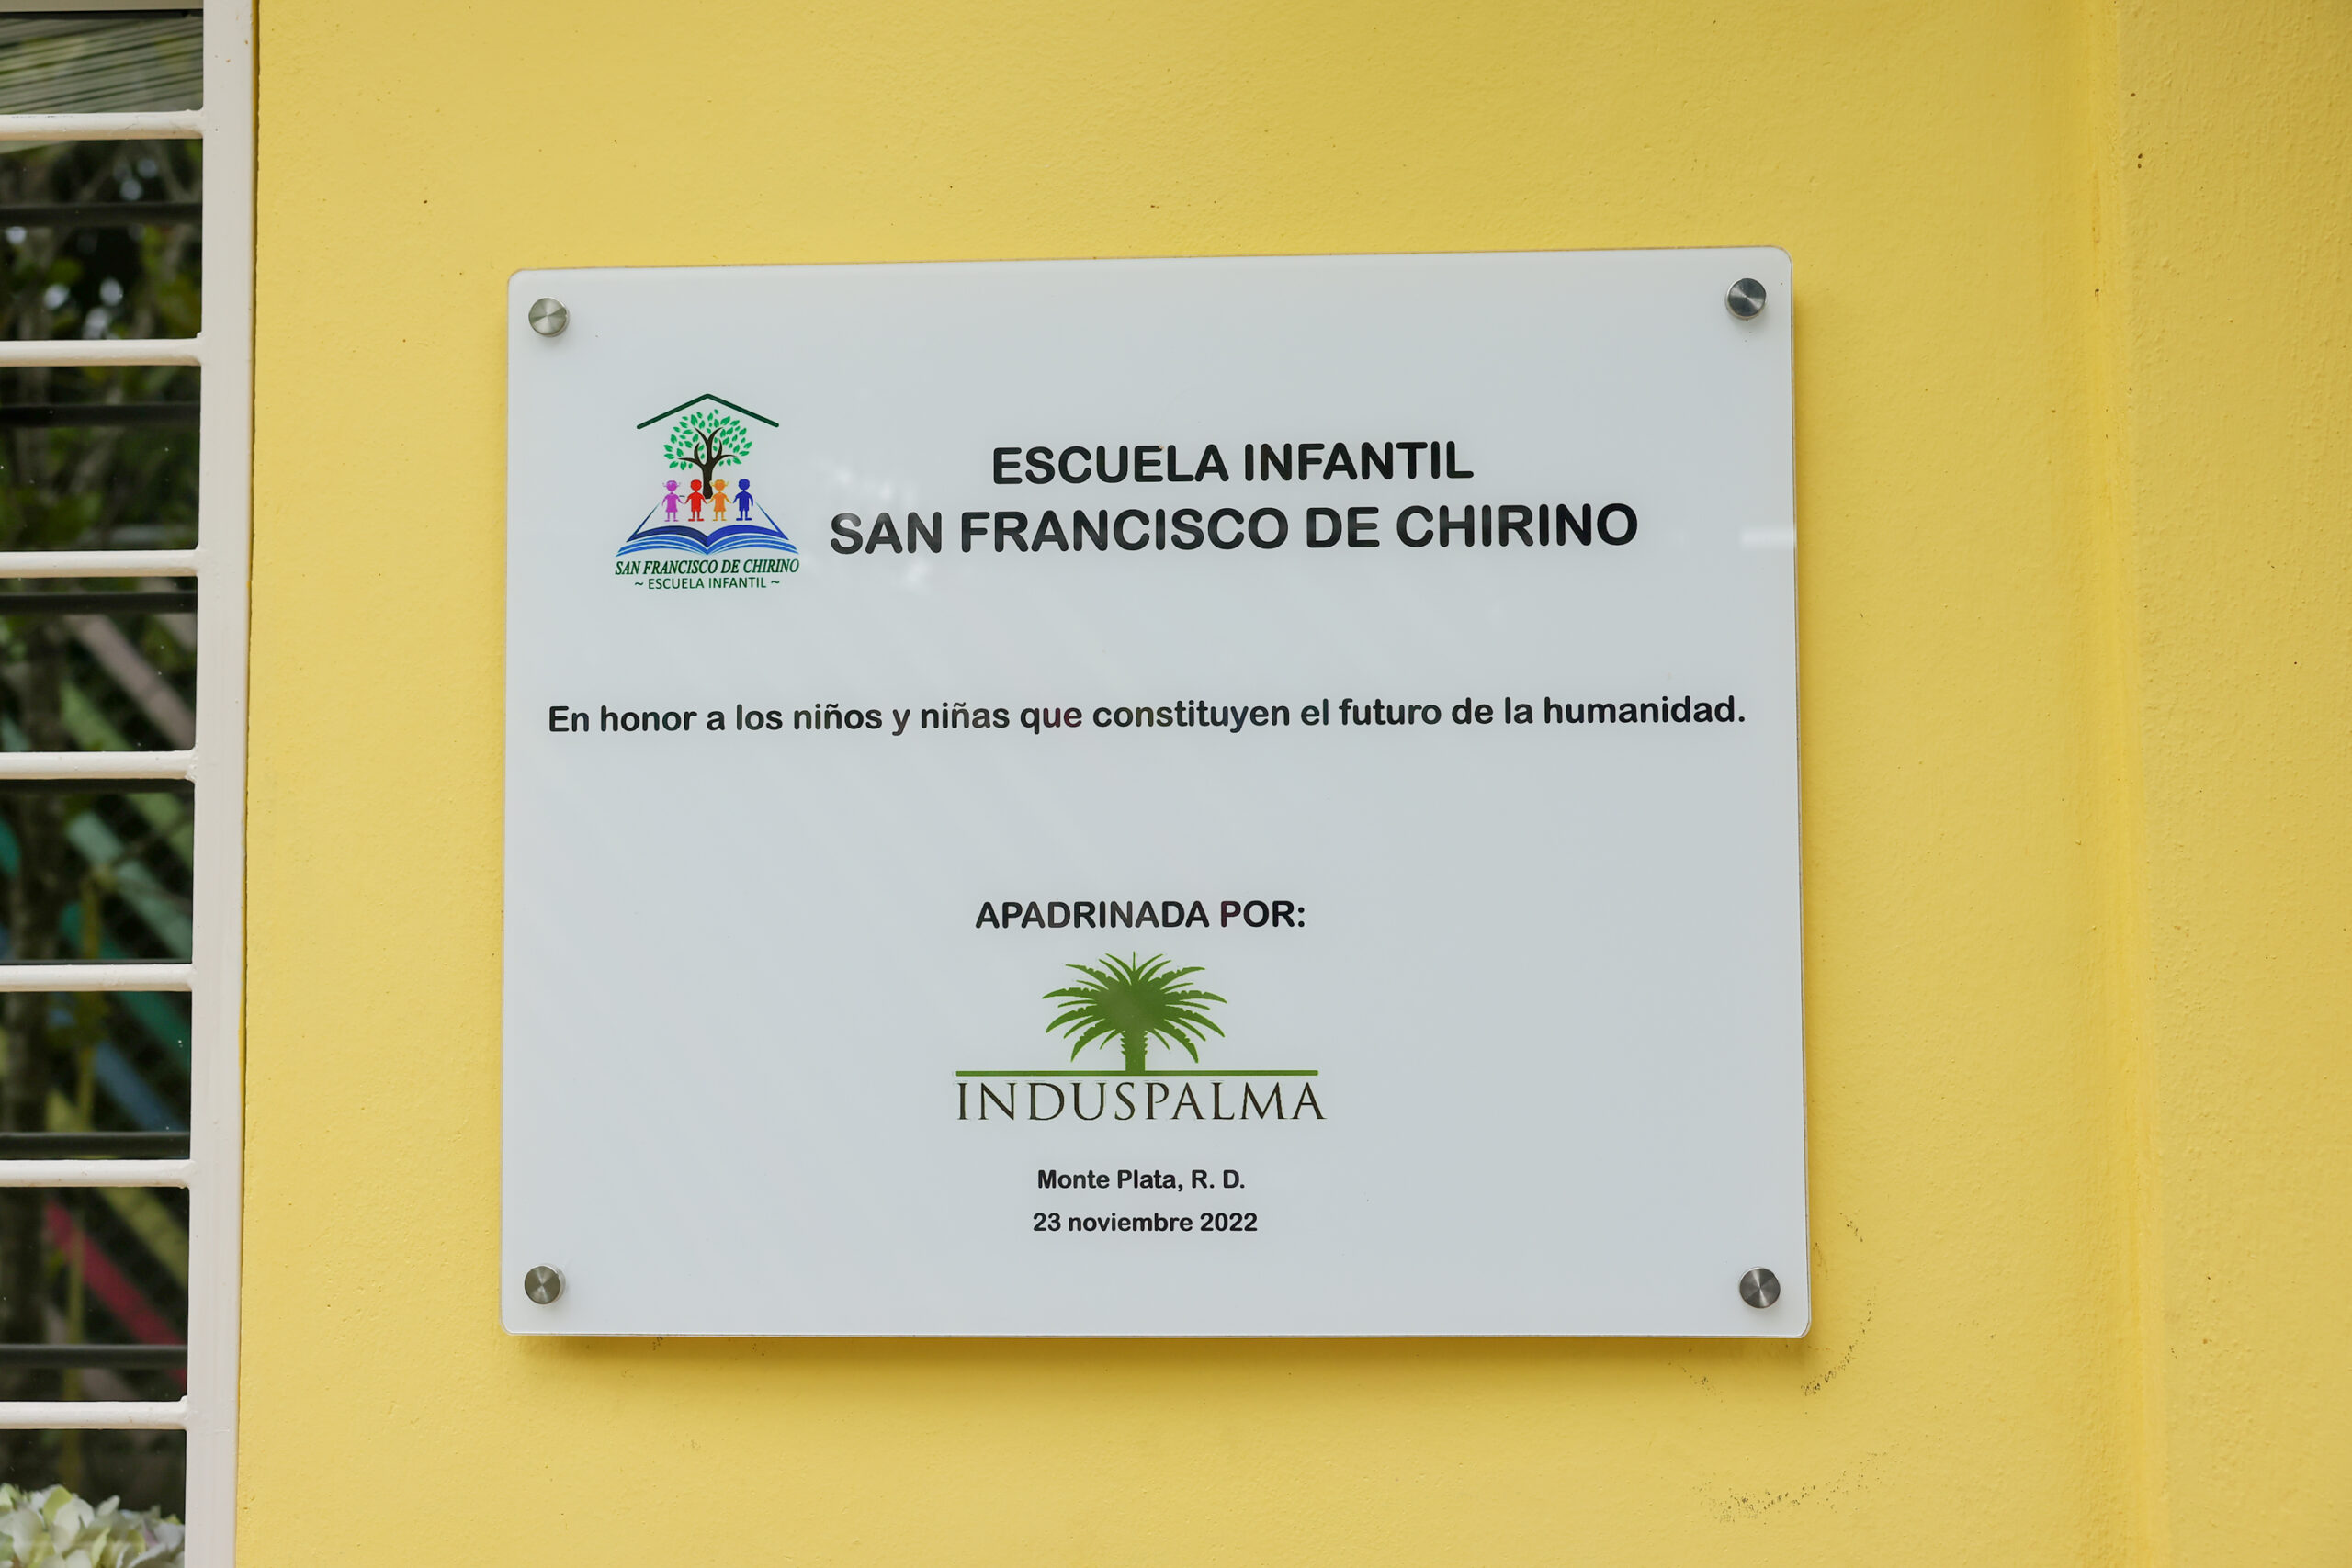 ESCUELA INFANTIL
SAN FRANCISCO DE CHIRINO
SAN FRANCISCO DE CHIRINO
~ ESCUELA INFANTIL ~
En honor a los niños y niñas que constituyen el futuro de la humanidad.
APADRINADA POR:
INDUSPALMA
Monte Plata, R. D.
23 noviembre 2022